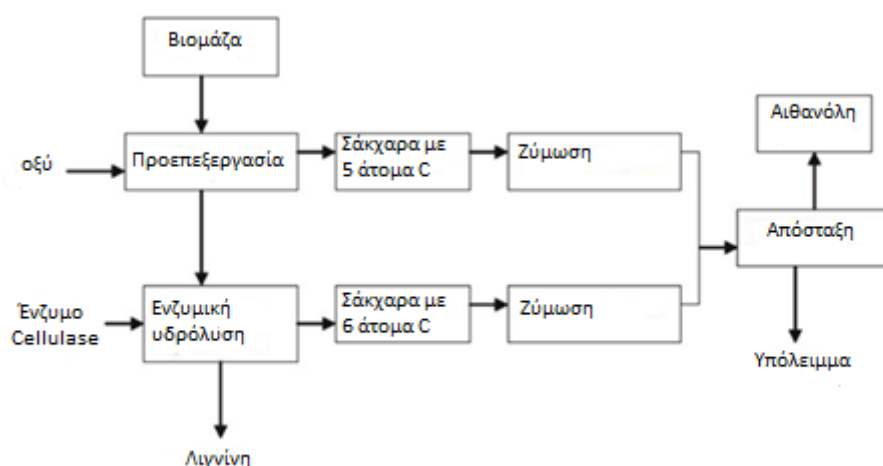 Βιομάζα
Αιθανόλη
οξύ
Προεπεξεργασία
Σάκχαρα με
5 άτομα C
Ζύμωση
Απόσταξη
Ένζυμο
Cellulase
Ενζυμική
υδρόλυση
Σάκχαρα με
6 άτομα C
Ζύμωση
Υπόλειμμα
Λιγνίνη